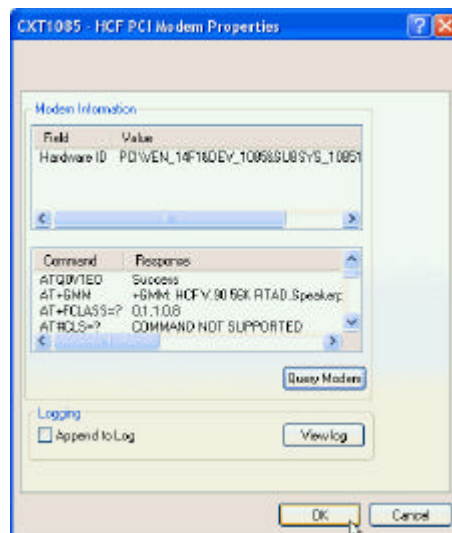 CXT1085 - HCF PCI Modem Properties
Modem Information
Field Value
Hardware ID PCI\VEN_14F1&DEV_1085&SUBSYS_10851
Command Response
ATQ0V1E0 Success
AT+GMM +GMM: HCF V.90 56K RTAD,Speakerp
AT+FCLASS=? 0,1,1.0,8
AT#CLS=? COMMAND NOT SUPPORTED
Query Modem
Logging
Append to Log
View log
OK
Cancel